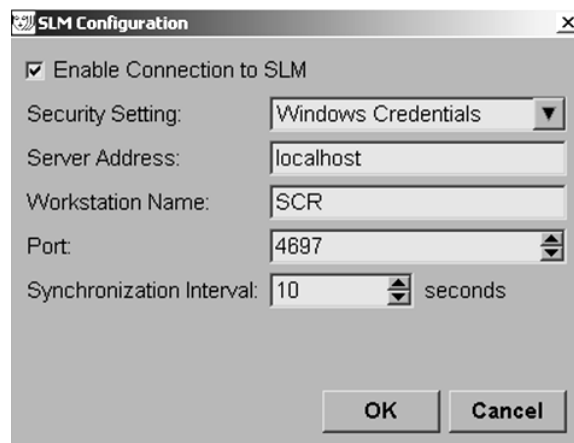 SLM Configuration
Enable Connection to SLM
Security Setting: Windows Credentials
Server Address: localhost
Workstation Name: SCR
Port: 4697
Synchronization Interval: 10 seconds
OK Cancel